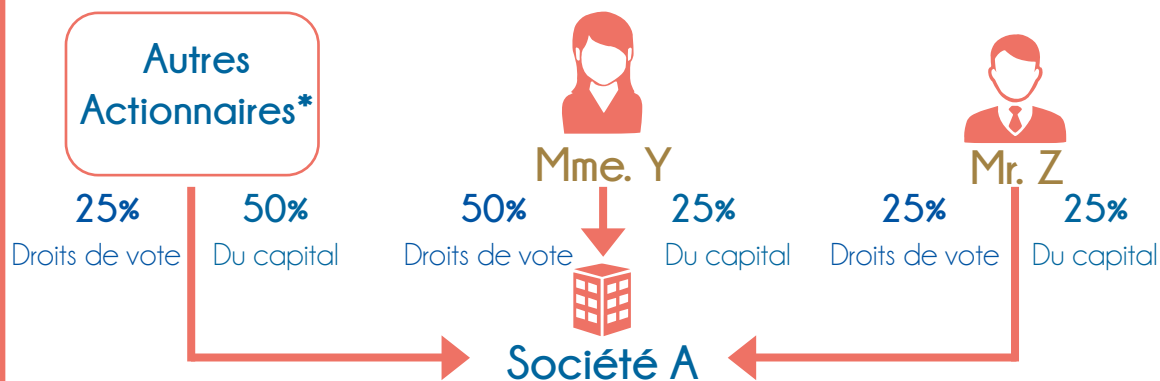 Autres
Actionnaires*
Mme. Y
Mr. Z
25% 50% 50% 25% 25% 25%
Droits de vote Du capital Droits de vote Du capital Droits de vote Du capital
Société A